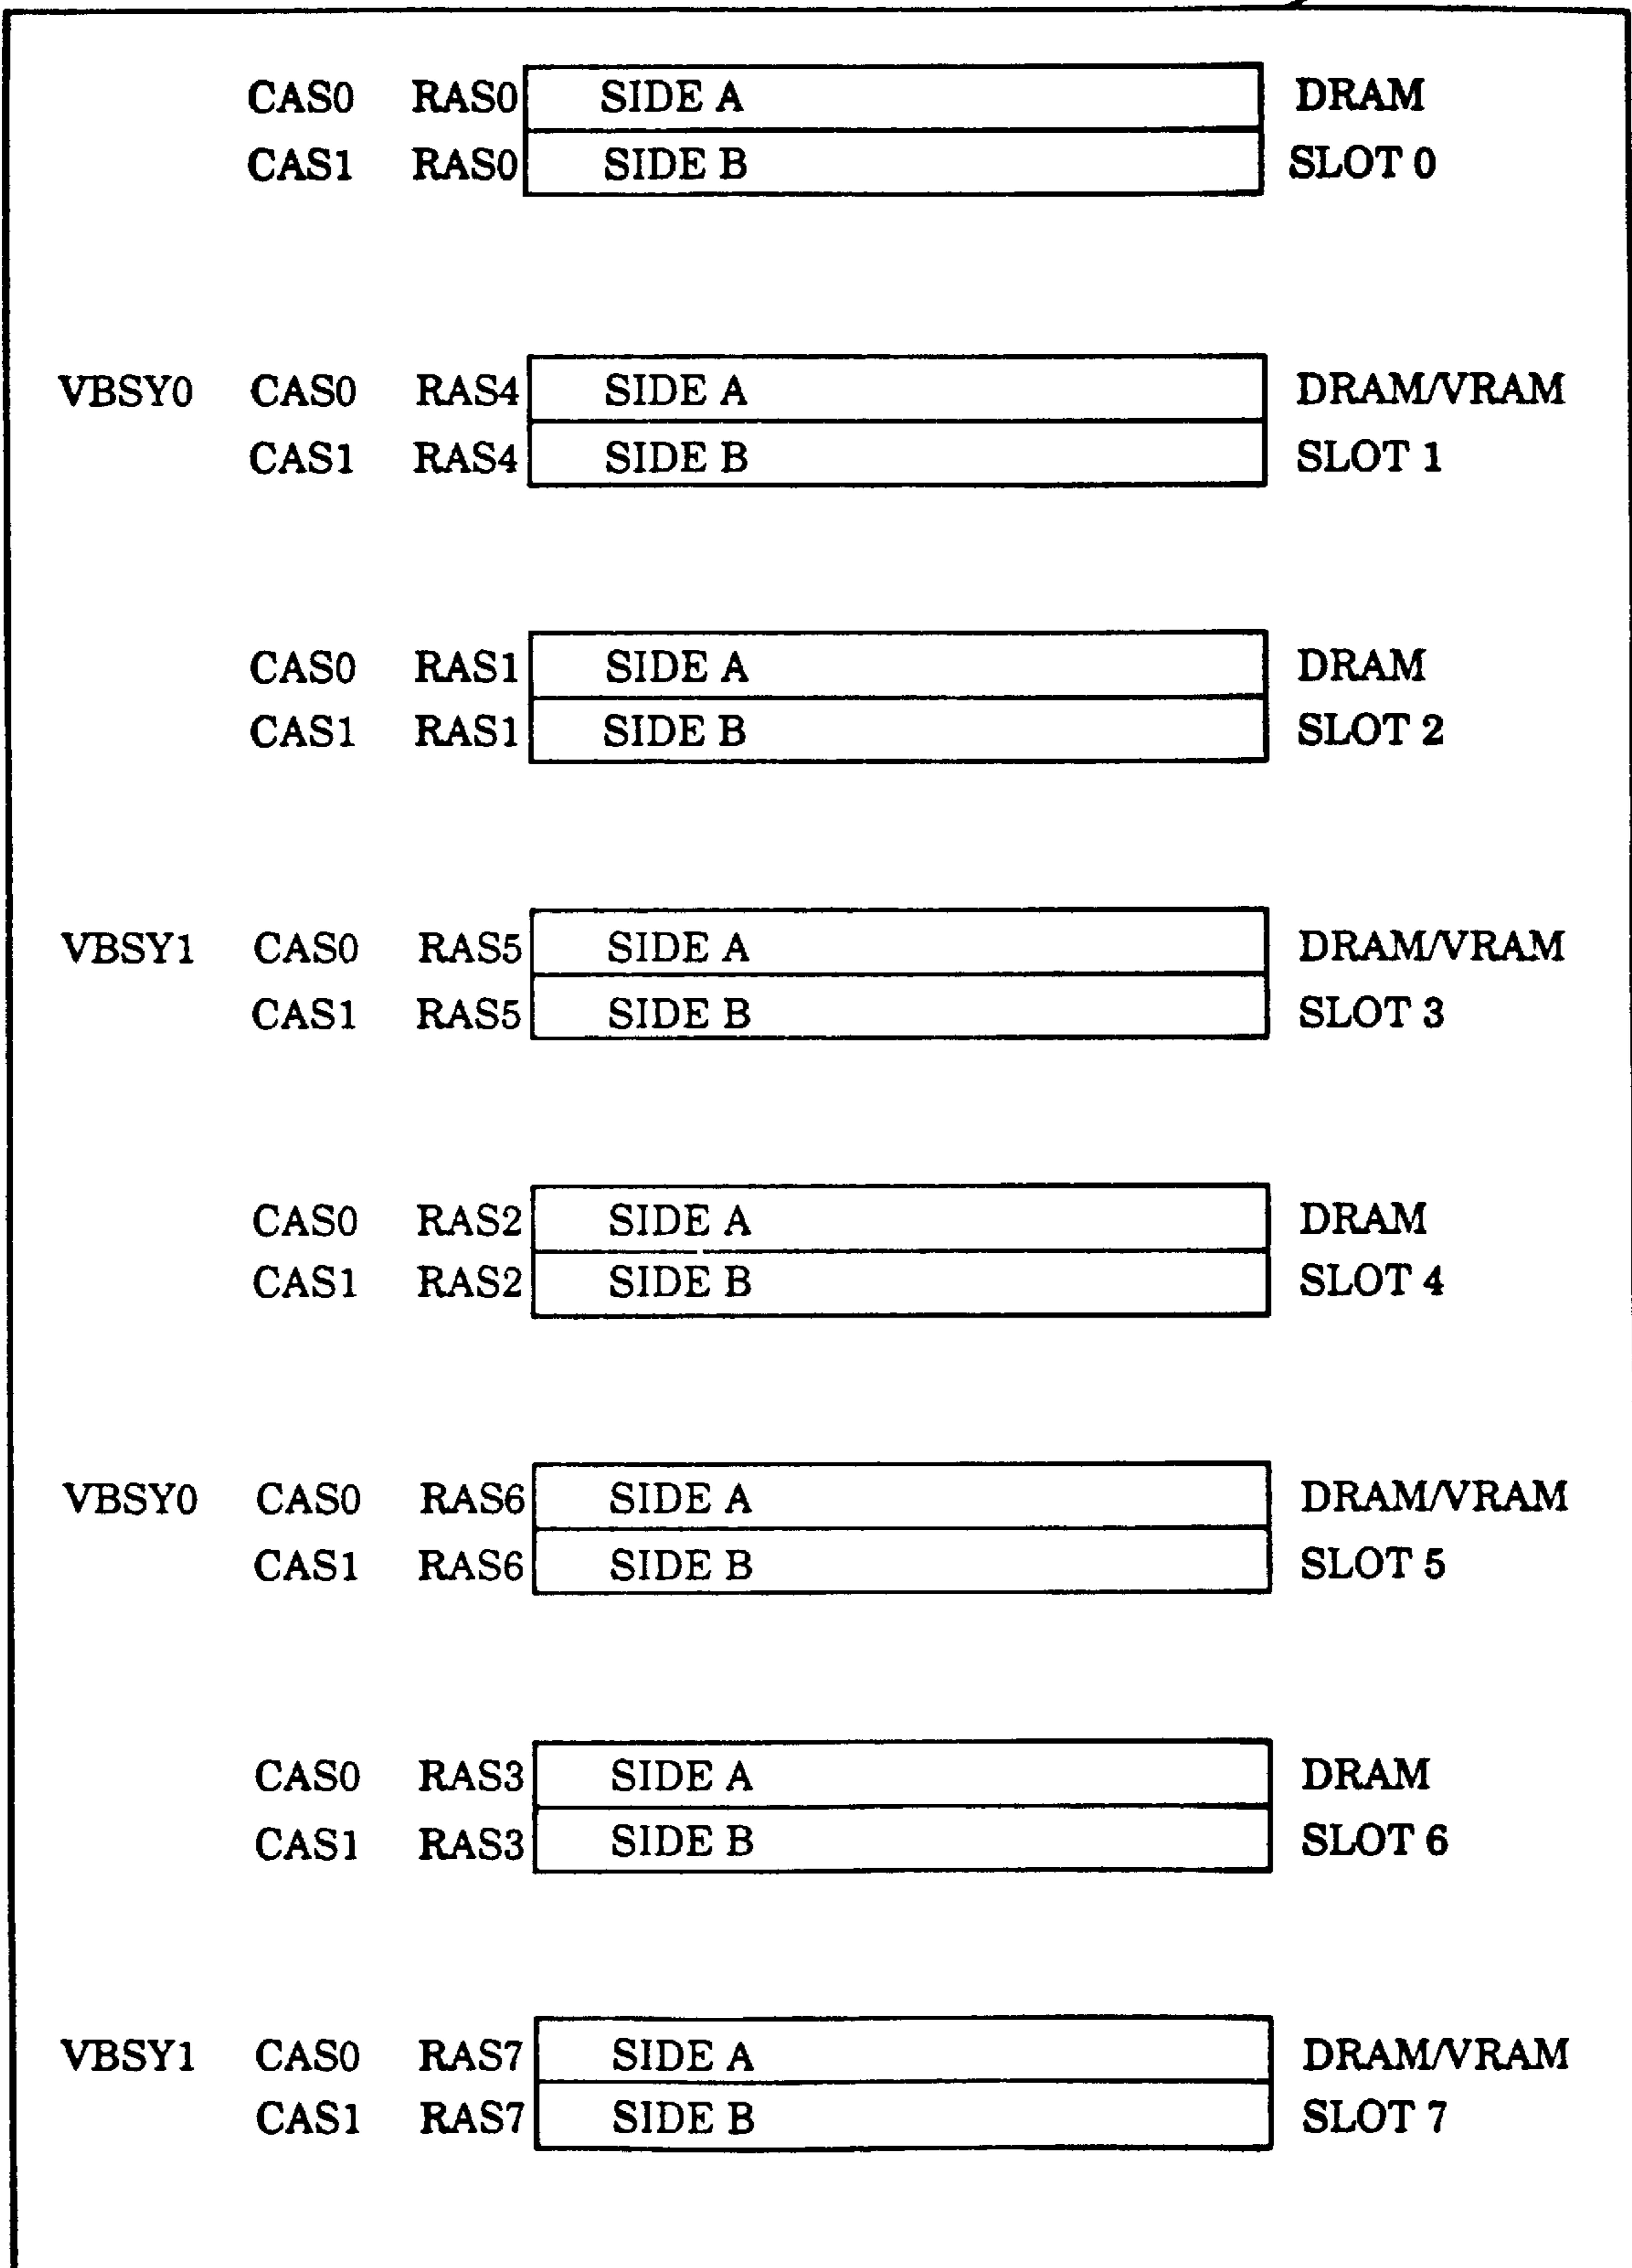 CAS0 RAS0 SIDE A DRAM
CAS1 RAS0 SIDE B SLOT 0
VBSY0 CAS0 RAS4 SIDE A DRAM/VRAM
CAS1 RAS4 SIDE B SLOT 1
CAS0 RAS1 SIDE A DRAM
CAS1 RAS1 SIDE B SLOT 2
VBSY1 CAS0 RAS5 SIDE A DRAM/VRAM
CAS1 RAS5 SIDE B SLOT 3
CAS0 RAS2 SIDE A DRAM
CAS1 RAS2 SIDE B SLOT 4
VBSY0 CAS0 RAS6 SIDE A DRAM/VRAM
CAS1 RAS6 SIDE B SLOT 5
CAS0 RAS3 SIDE A DRAM
CAS1 RAS3 SIDE B SLOT 6
VBSY1 CAS0 RAS7 SIDE A DRAM/VRAM
CAS1 RAS7 SIDE B SLOT 7